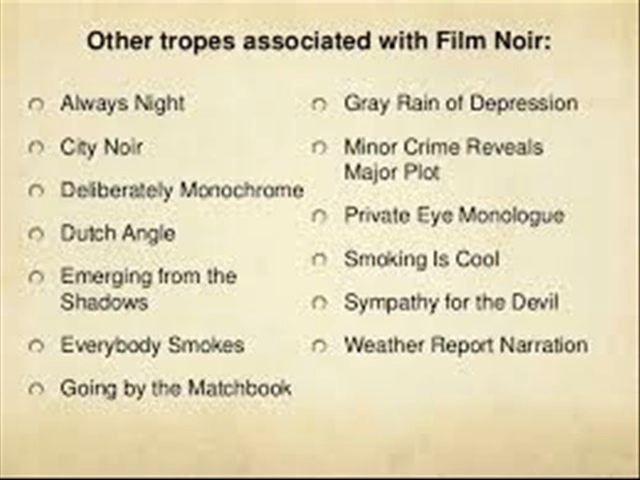 Other tropes associated with Film Noir:
Always Night
City Noir
Deliberately Monochrome
Dutch Angle
Emerging from the
Shadows
Everybody Smokes
Going by the Matchbook
Gray Rain of Depression
Minor Crime Reveals
Major Plot
Private Eye Monologue
Smoking Is Cool
Sympathy for the Devil
Weather Report Narration